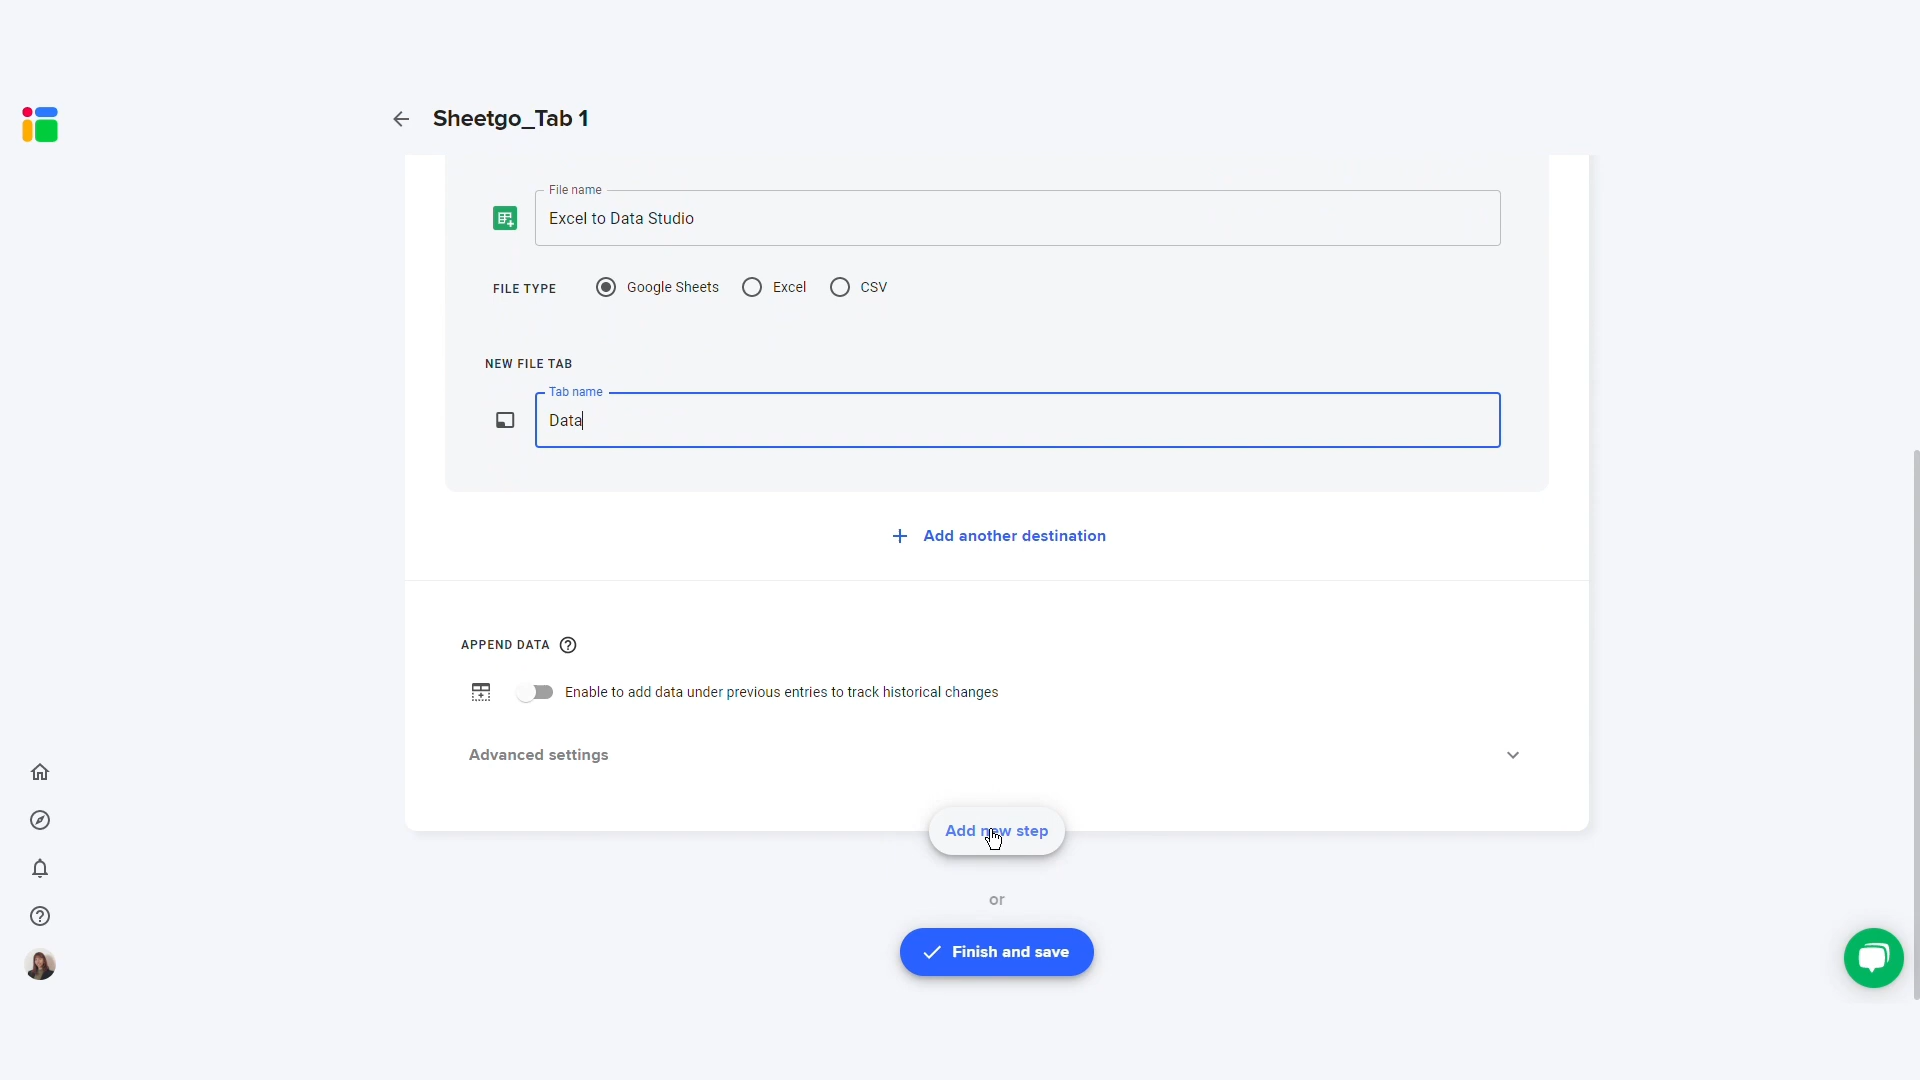 Sheetgo_Tab 1
File name
Excel to Data Studio
FILE TYPE Google Sheets Excel CSV
NEW FILE TAB
Tab name
Data
Add another destination
APPEND DATA
Enable to add data under previous entries to track historical changes
Advanced settings
Add new step
or
Finish and save